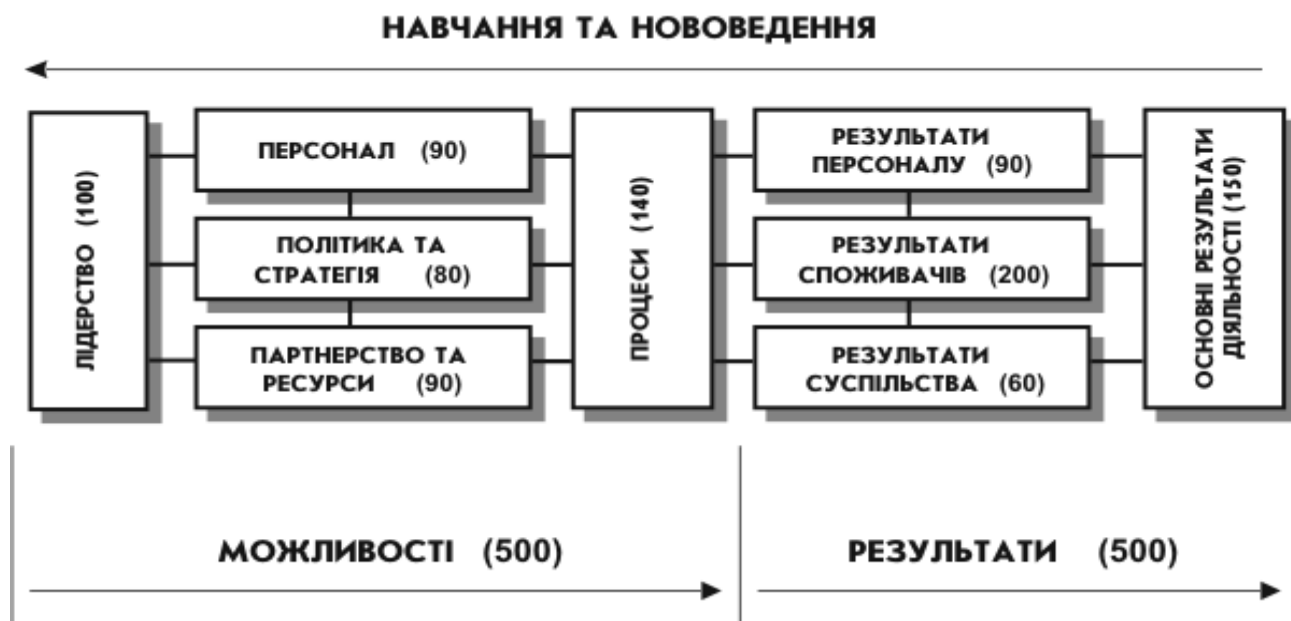 НАВЧАННЯ ТА НОВОВЕДЕННЯ
ЛІДЕРСТВО (100)
ПЕРСОНАЛ (90)
ПОЛІТИКА ТА
СТРАТЕГІЯ (80)
ПАРТНЕРСТВО ТА
РЕСУРСИ (90)
ПРОЦЕСИ (140)
РЕЗУЛЬТАТИ
ПЕРСОНАЛУ (90)
РЕЗУЛЬТАТИ
СПОЖИВАЧІВ (200)
РЕЗУЛЬТАТИ
СУСПІЛЬСТВА (60)
ОСНОВНІ РЕЗУЛЬТАТИ
ДІЯЛЬНОСТІ (150)
МОЖЛИВОСТІ (500)
РЕЗУЛЬТАТИ (500)